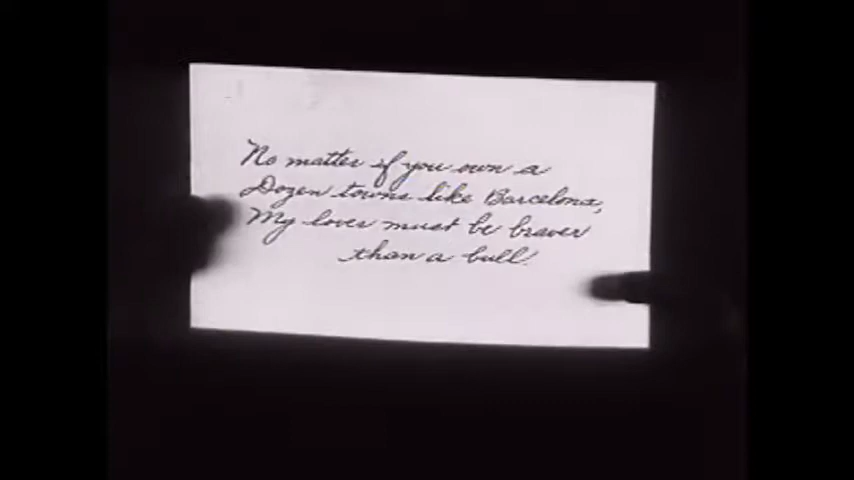 No matter if you own a
Dozen towns like Barcelona,
My lover must be braver
than a bull!